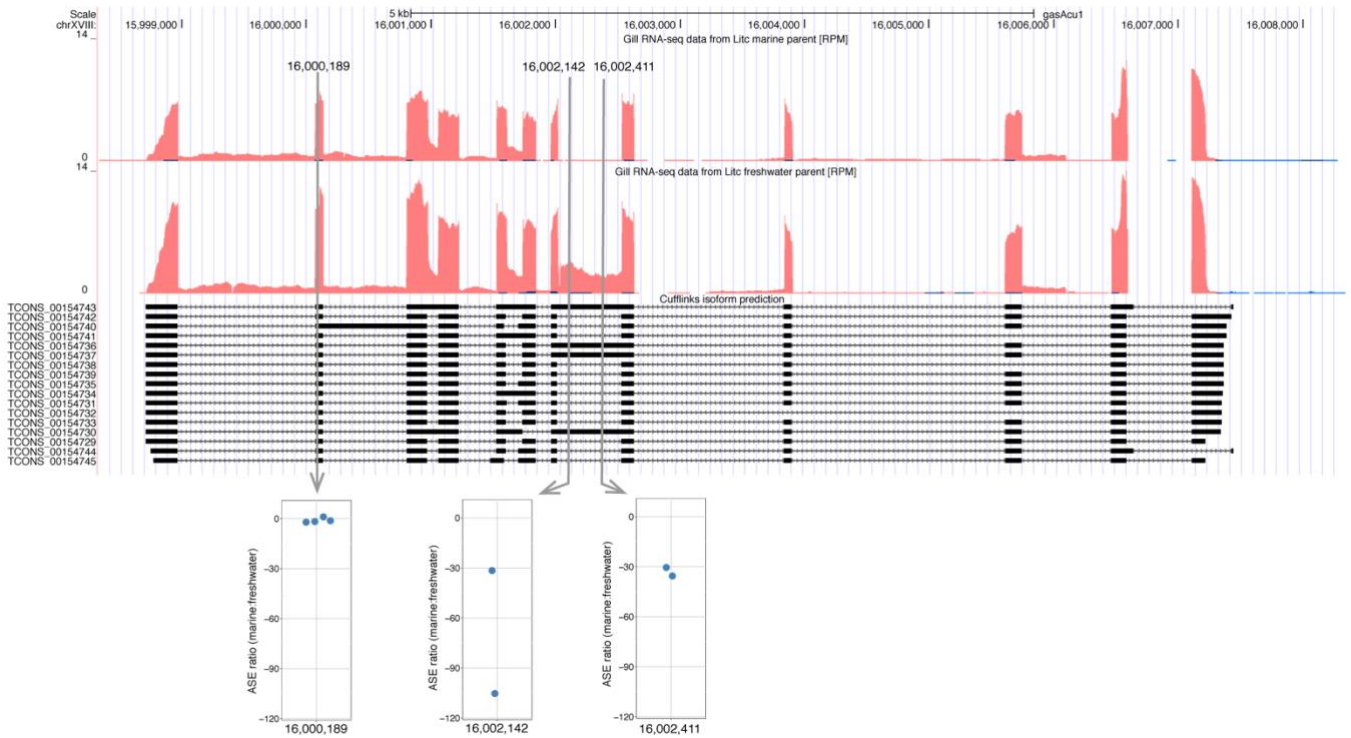 Scale 5 kb gasAcu1
chrXVIII: 15,999,000 16,000,000 16,001,000 16,002,000 16,003,000 16,004,000 16,005,000 16,006,000 16,007,000 16,008,000
14 Gill RNA-seq data from Litc marine parent [RPM]
16,000,189 16,002,142 16,002,411
0
14 Gill RNA-seq data from Litc freshwater parent [RPM]
0
Cufflinks isoform prediction
TCONS_00154743
TCONS_00154742
TCONS_00154740
TCONS_00154741
TCONS_00154736
TCONS_00154737
TCONS_00154738
TCONS_00154739
TCONS_00154735
TCONS_00154734
TCONS_00154731
TCONS_00154732
TCONS_00154733
TCONS_00154730
TCONS_00154729
TCONS_00154744
TCONS_00154745
ASE ratio (marine:freshwater)
0
−30
−60
−90
−120
16,000,189
ASE ratio (marine:freshwater)
0
−30
−60
−90
−120
16,002,142
ASE ratio (marine:freshwater)
0
−30
−60
−90
−120
16,002,411